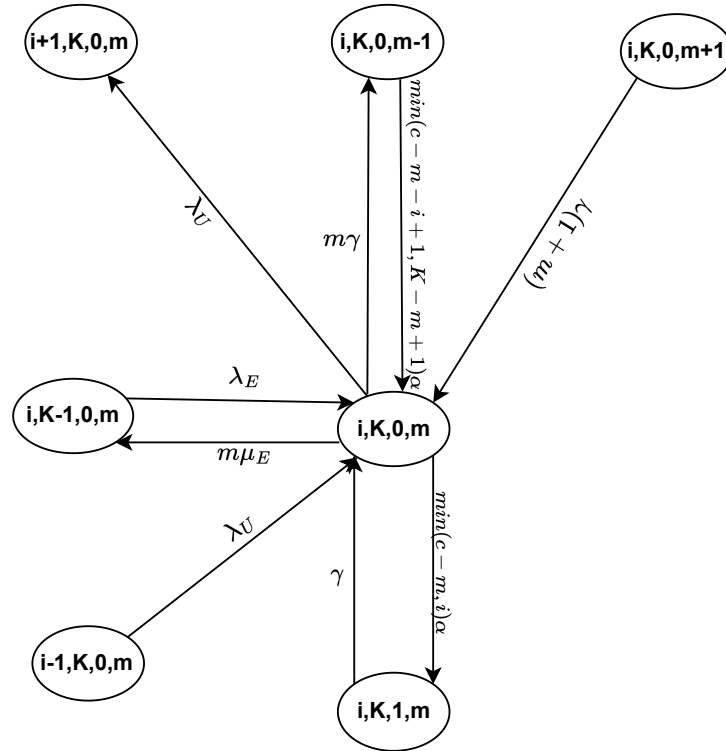 i+1,K,0,m
i,K,0,m-1
i,K,0,m+1
λ_U
mγ
min(c − m − i + 1, K − m + 1)α
(m + 1)γ
i,K-1,0,m
λ_E
mμ_E
i,K,0,m
λ_U
γ
min(c − m, i)α
i-1,K,0,m
i,K,1,m